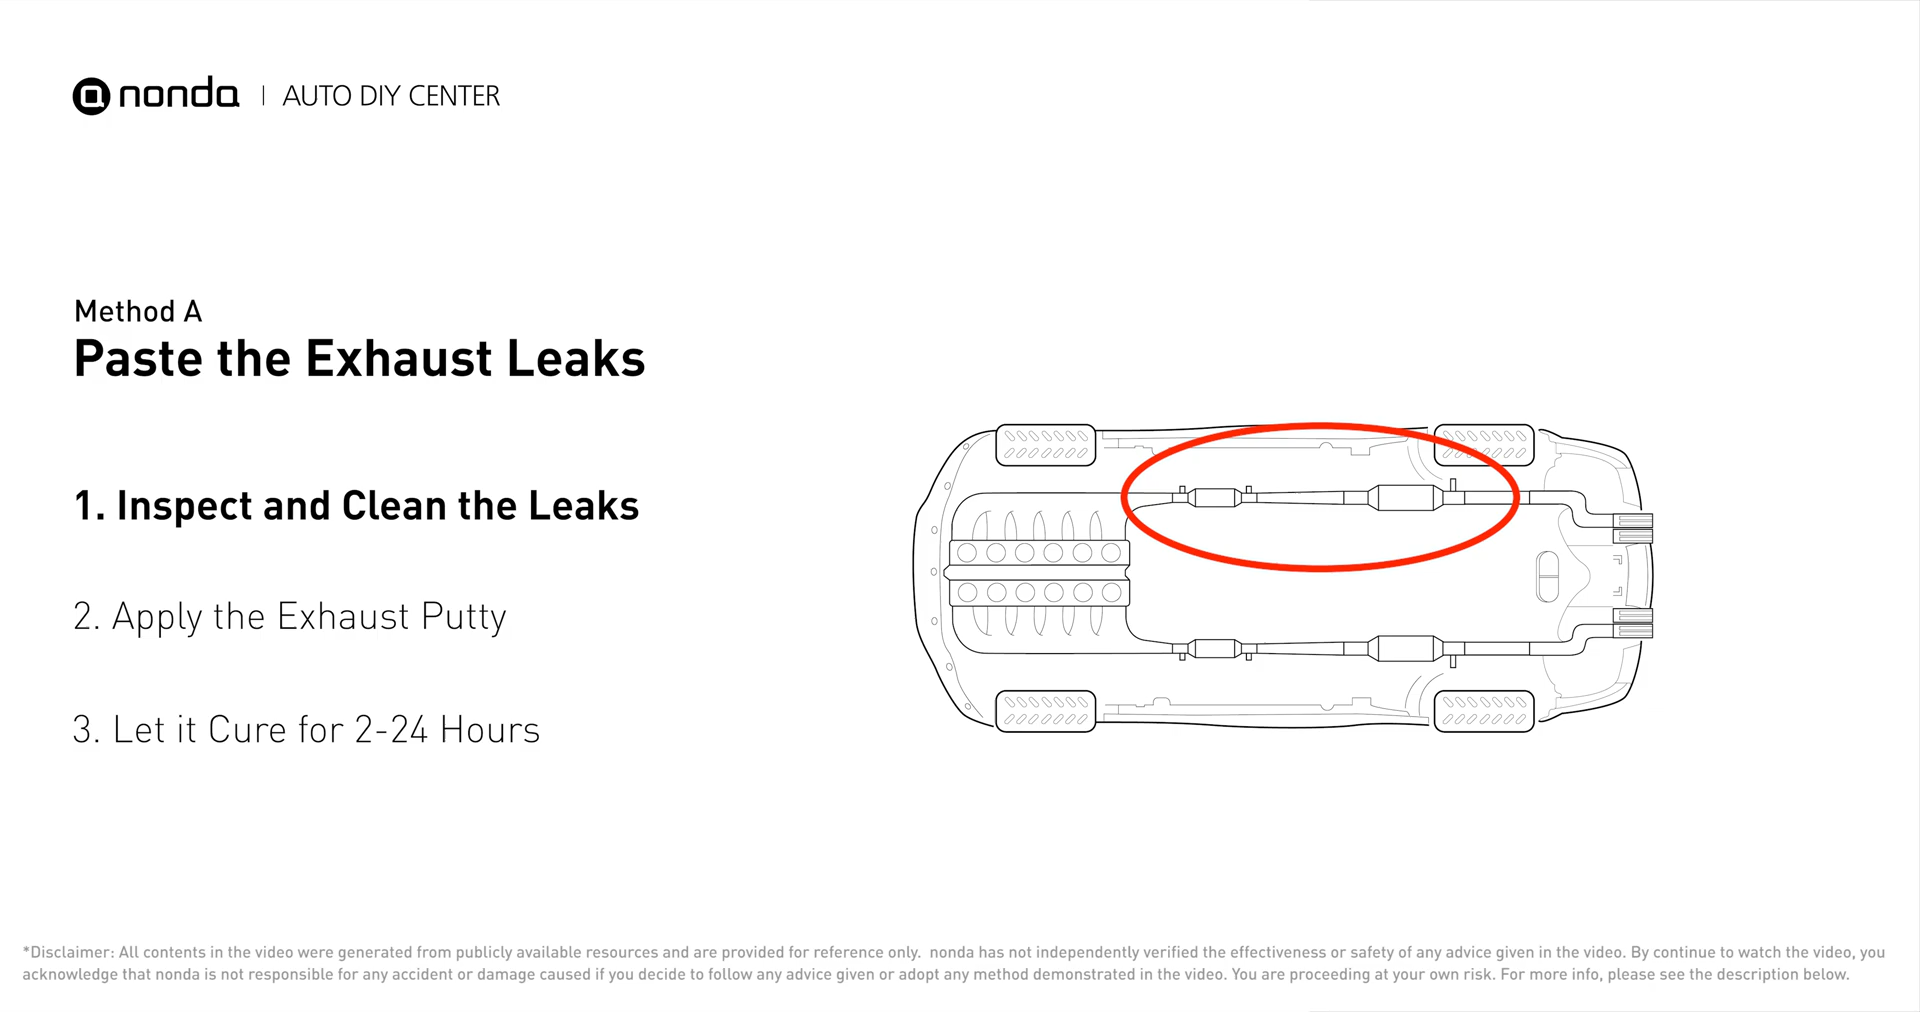 nonda | AUTO DIY CENTER
Method A
Paste the Exhaust Leaks
1. Inspect and Clean the Leaks
2. Apply the Exhaust Putty
3. Let it Cure for 2-24 Hours
*Disclaimer: All contents in the video were generated from publicly available resources and are provided for reference only. nonda has not independently verified the effectiveness or safety of any advice given in the video. By continue to watch the video, you
acknowledge that nonda is not responsible for any accident or damage caused if you decide to follow any advice given or adopt any method demonstrated in the video. You are proceeding at your own risk. For more info, please see the description below.